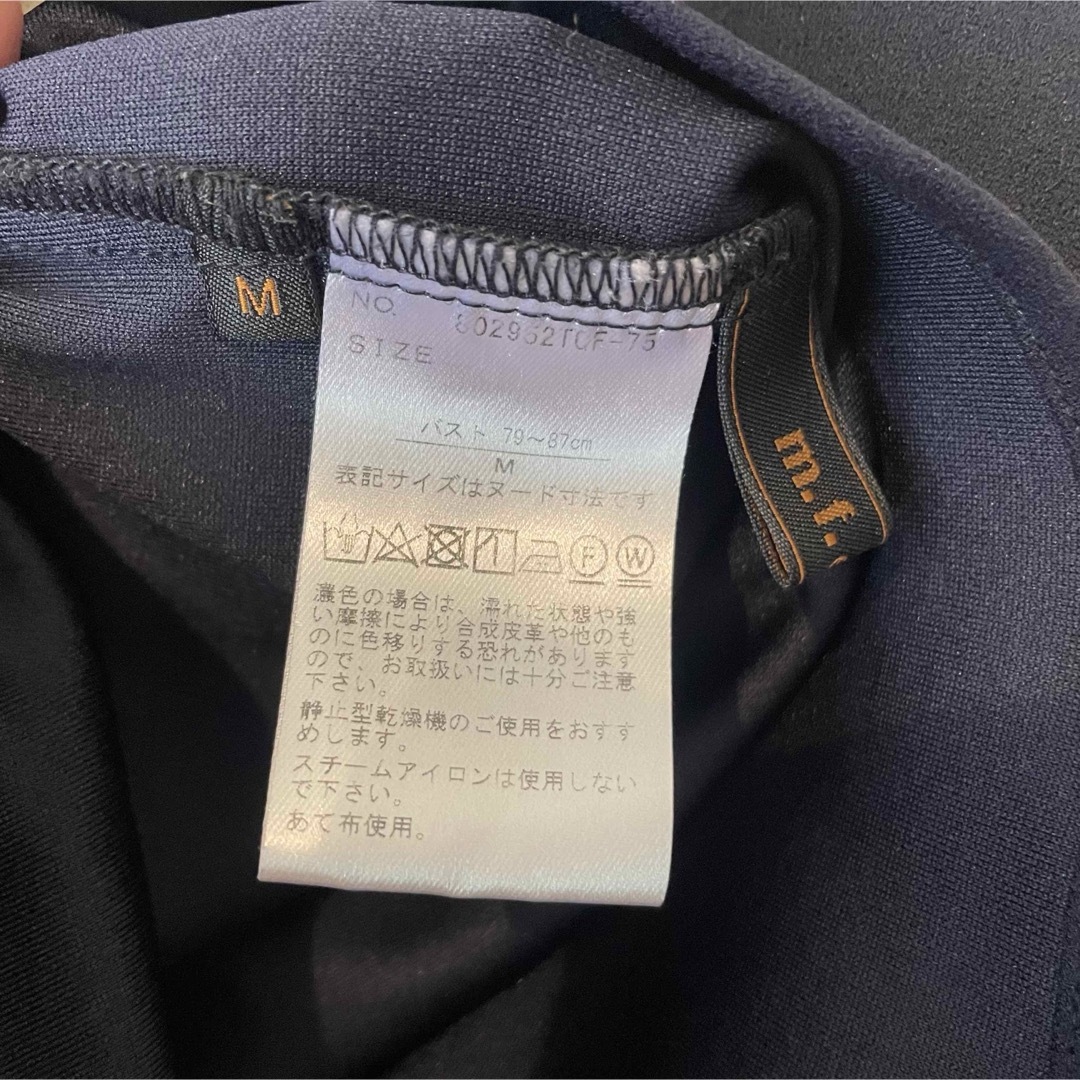 M
NO. 802962TCF-75
SIZE
バスト 79～87cm
M
表記サイズはヌード寸法です
F W
濃色の場合は、濡れた状態や強
い摩擦により合成皮革や他のも
のに色移りする恐れがあります
ので、お取扱いには十分ご注意
下さい。
静止型乾燥機のご使用をおすす
めします。
スチームアイロンは使用しない
で下さい。
あて布使用。
m.f.